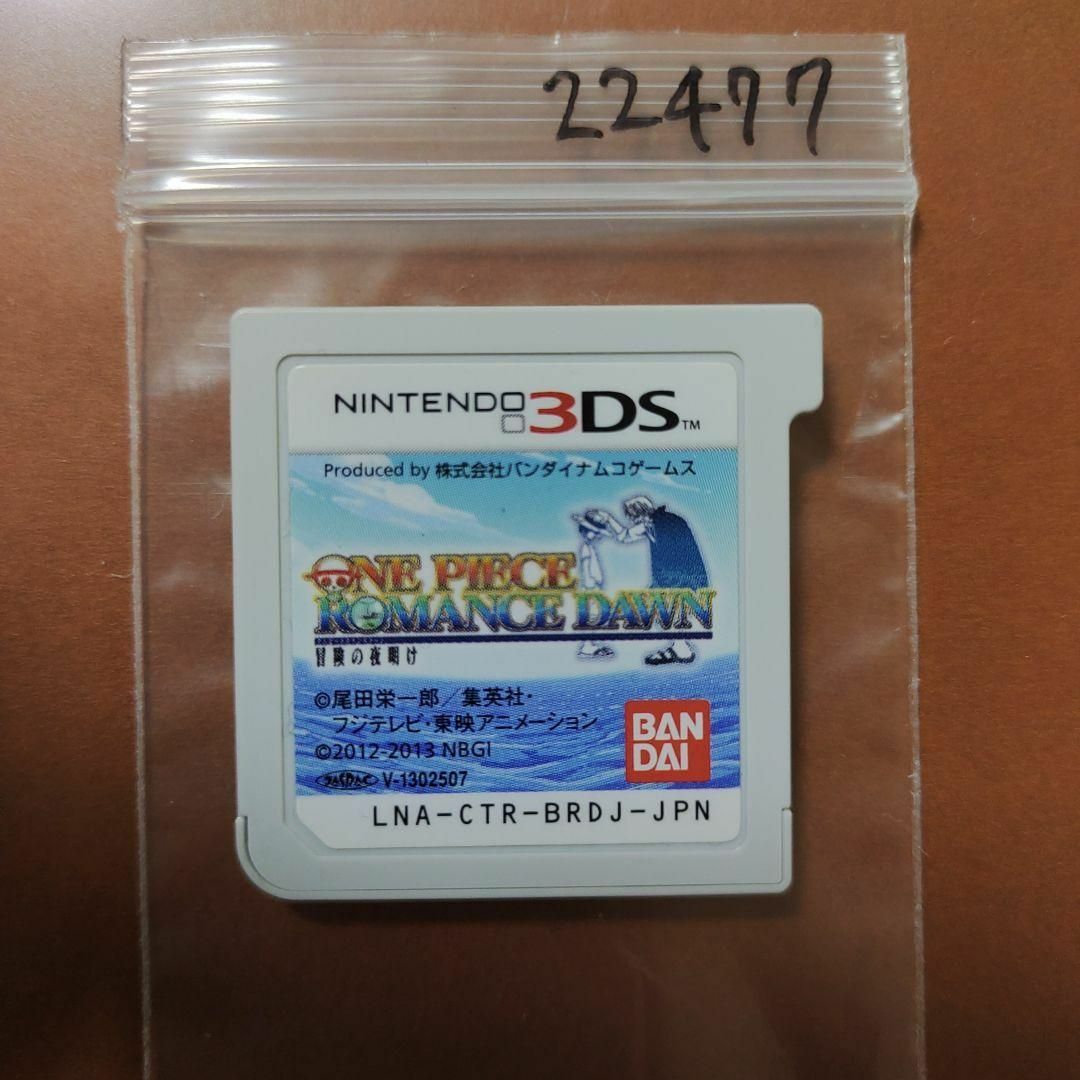 22477
NINTENDO 3DS™
Produced by 株式会社バンダイナムコゲームス
ONE PIECE
ROMANCE DAWN
冒険の夜明け
©尾田栄一郎／集英社・
フジテレビ・東映アニメーション
©2012-2013 NBGI
JASRAC V-1302507
BAN
DAI
LNA-CTR-BRDJ-JPN